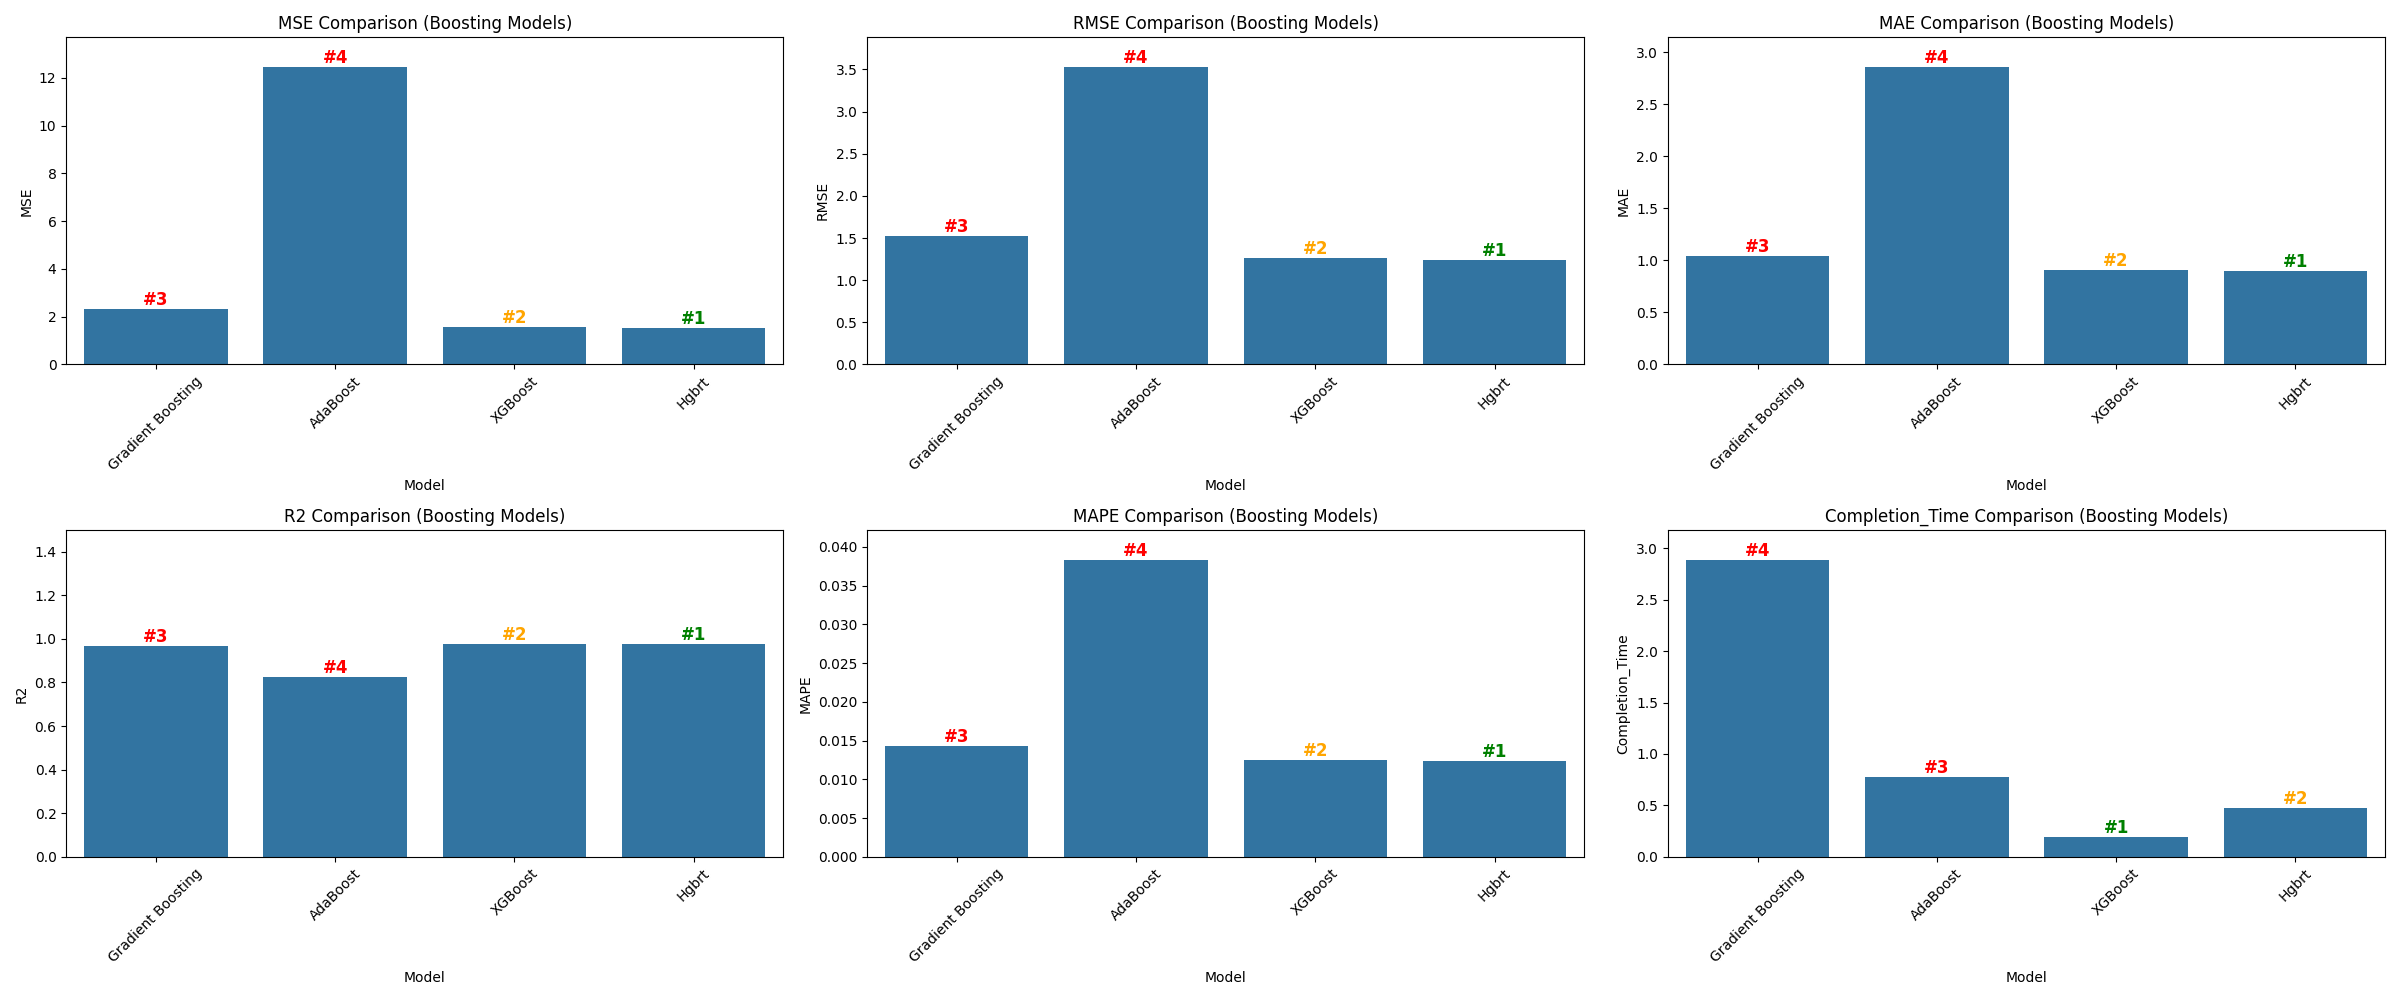 MSE Comparison (Boosting Models)
MSE
12
10
8
6
4
2
0
#3
#4
#2
#1
Gradient Boosting
AdaBoost
XGBoost
Hgbrt
Model
RMSE Comparison (Boosting Models)
RMSE
3.5
3.0
2.5
2.0
1.5
1.0
0.5
0.0
#3
#4
#2
#1
Gradient Boosting
AdaBoost
XGBoost
Hgbrt
Model
MAE Comparison (Boosting Models)
MAE
3.0
2.5
2.0
1.5
1.0
0.5
0.0
#3
#4
#2
#1
Gradient Boosting
AdaBoost
XGBoost
Hgbrt
Model
R2 Comparison (Boosting Models)
R2
1.4
1.2
1.0
0.8
0.6
0.4
0.2
0.0
#3
#4
#2
#1
Gradient Boosting
AdaBoost
XGBoost
Hgbrt
Model
MAPE Comparison (Boosting Models)
MAPE
0.040
0.035
0.030
0.025
0.020
0.015
0.010
0.005
0.000
#3
#4
#2
#1
Gradient Boosting
AdaBoost
XGBoost
Hgbrt
Model
Completion_Time Comparison (Boosting Models)
Completion_Time
3.0
2.5
2.0
1.5
1.0
0.5
0.0
#4
#3
#1
#2
Gradient Boosting
AdaBoost
XGBoost
Hgbrt
Model